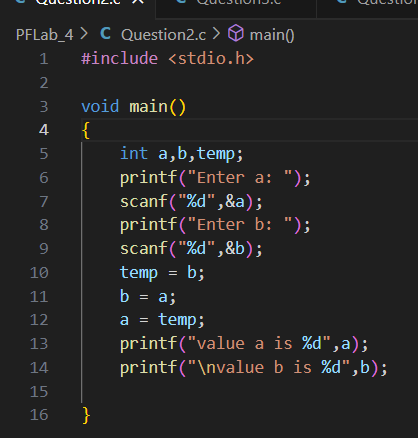 Question2.c
PFLab_4 > C Question2.c > main()
1 #include <stdio.h>
2
3 void main()
4 {
5     int a,b,temp;
6     printf("Enter a: ");
7     scanf("%d",&a);
8     printf("Enter b: ");
9     scanf("%d",&b);
10     temp = b;
11     b = a;
12     a = temp;
13     printf("value a is %d",a);
14     printf("\nvalue b is %d",b);
15
16 }